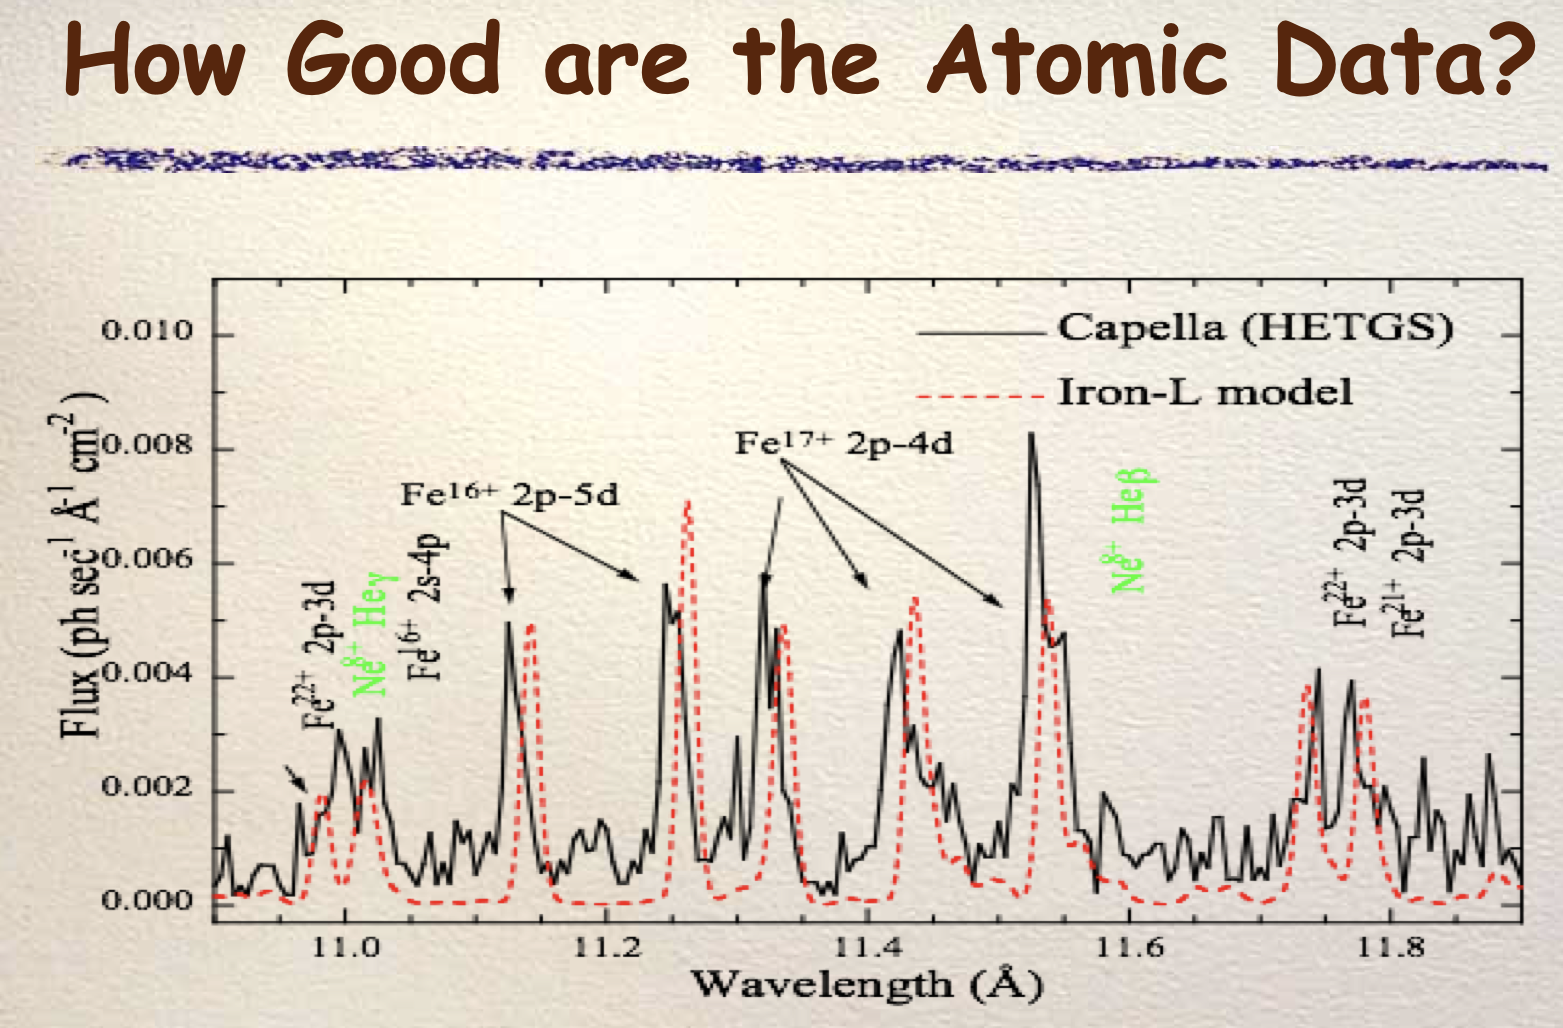 How Good are the Atomic Data?
Capella (HETGS)
Iron-L model
Fe¹⁷⁺ 2p-4d
Fe¹⁶⁺ 2p-5d
Fe²²⁺ 2p-3d
Ne⁸⁺ Heγ
Fe¹⁶⁺ 2s-4p
Ne⁸⁺ Heβ
Fe²²⁺ 2p-3d
Fe²¹⁺ 2p-3d
Flux (ph sec⁻¹ Å⁻¹ cm⁻²)
0.010
0.008
0.006
0.004
0.002
0.000
11.0 11.2 11.4 11.6 11.8
Wavelength (Å)